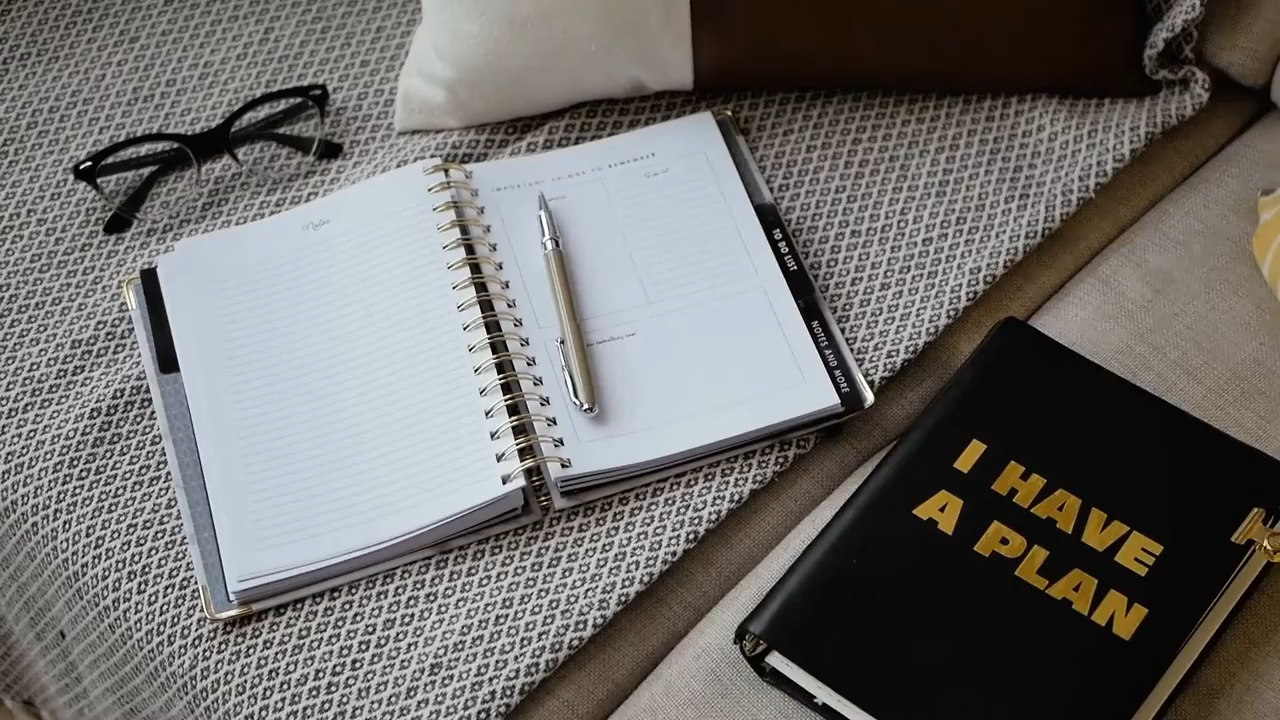 Notes
IMPORTANT THINGS TO REMEMBER
TO DO LIST
NOTES AND MORE
I HAVE
A PLAN